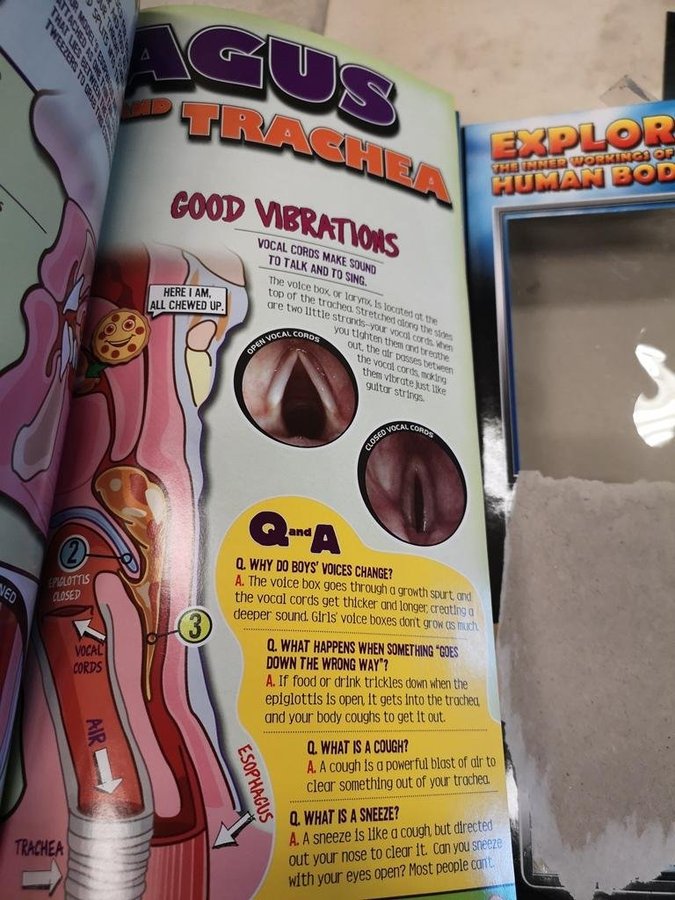 AGUS
AND TRACHEA
GOOD VIBRATIONS
VOCAL CORDS MAKE SOUND
TO TALK AND TO SING.
The voice box, or larynx, is located at the
top of the trachea. Stretched along the sides
are two little strands—your vocal cords. When
you tighten them and breathe
out, the air passes between
the vocal cords, making
them vibrate just like
guitar strings.
HERE I AM,
ALL CHEWED UP.
OPEN VOCAL CORDS
CLOSED VOCAL CORDS
Q and A
Q. WHY DO BOYS' VOICES CHANGE?
A. The voice box goes through a growth spurt, and
the vocal cords get thicker and longer, creating a
deeper sound. Girls' voice boxes don't grow as much.
Q. WHAT HAPPENS WHEN SOMETHING "GOES
DOWN THE WRONG WAY"?
A. If food or drink trickles down when the
epiglottis is open, it gets into the trachea,
and your body coughs to get it out.
Q. WHAT IS A COUGH?
A. A cough is a powerful blast of air to
clear something out of your trachea.
Q. WHAT IS A SNEEZE?
A. A sneeze is like a cough, but directed
out your nose to clear it. Can you sneeze
with your eyes open? Most people can't.
2
EPIGLOTTIS
CLOSED
3
VOCAL
CORDS
AIR
ESOPHAGUS
TRACHEA
EXPLOR
THE INNER WORKINGS OF
HUMAN BOD